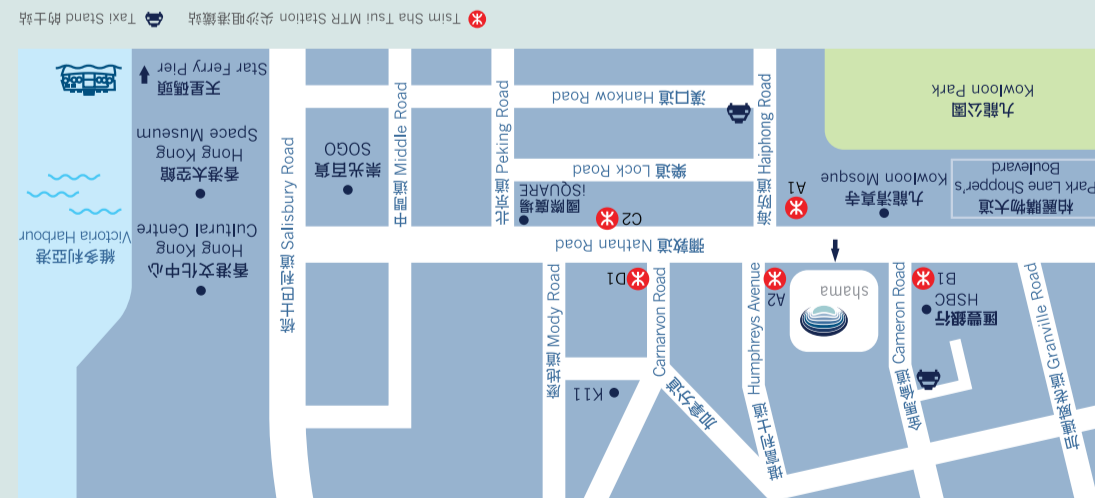 加連威老道 Granville Road
金馬倫道 Cameron Road
堪富利士道 Humphreys Avenue
加拿分道
Carnarvon Road
K11
麼地道 Mody Road
匯豐銀行
HSBC
B1
shama
A2
D1
梳士巴利道 Salisbury Road
香港文化中心
Hong Kong
Cultural Centre
維多利亞港
Victoria Harbour
彌敦道 Nathan Road
柏麗購物大道
Park Lane Shopper's
Boulevard
九龍清真寺
Kowloon Mosque
A1
C2
國際廣場
iSQUARE
海防道 Haiphong Road
樂道 Lock Road
北京道 Peking Road
中間道 Middle Road
崇光百貨
SOGO
香港太空館
Hong Kong
Space Museum
九龍公園
Kowloon Park
漢口道 Hankow Road
天星碼頭
Star Ferry Pier
Tsim Sha Tsui MTR Station 尖沙咀港鐵站
Taxi Stand 的士站